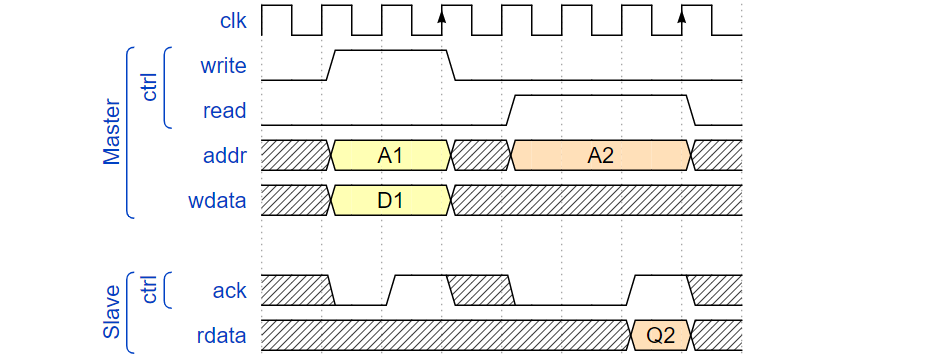 clk
Master
ctrl
write
read
addr A1 A2
wdata D1
Slave
ctrl
ack
rdata Q2